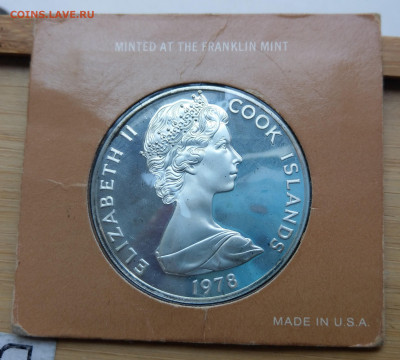 COINS.LAVE.RU
MINTED AT THE FRANKLIN MINT
ELIZABETH II
COOK ISLANDS
1978
MADE IN U.S.A.